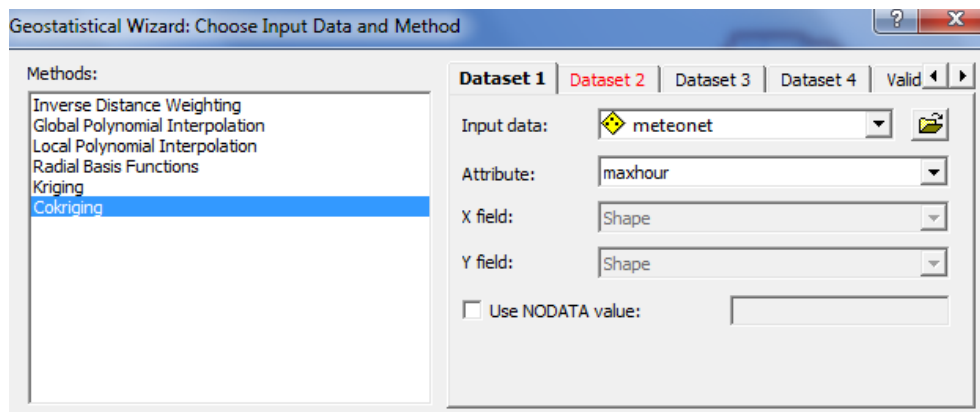 Geostatistical Wizard: Choose Input Data and Method
?
X
Methods:
Inverse Distance Weighting
Global Polynomial Interpolation
Local Polynomial Interpolation
Radial Basis Functions
Kriging
Cokriging
Dataset 1 Dataset 2 Dataset 3 Dataset 4 Valid
Input data: meteonet
Attribute: maxhour
X field: Shape
Y field: Shape
Use NODATA value: